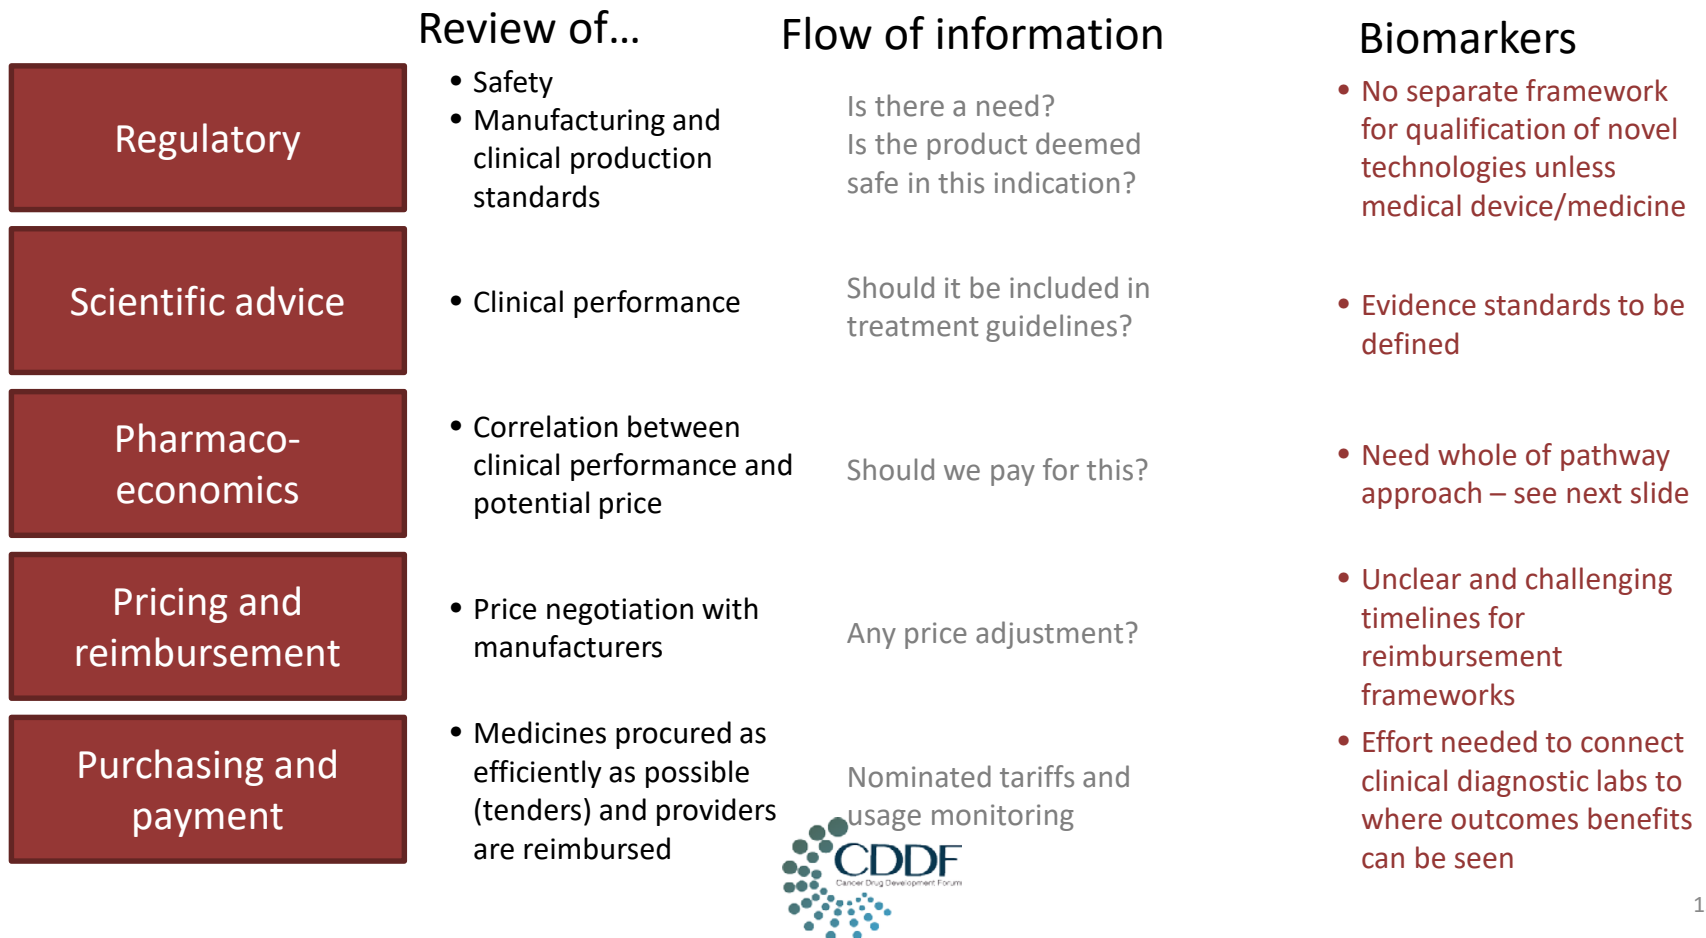 Review of...
Flow of information
Biomarkers
Regulatory
• Safety
• Manufacturing and
clinical production
standards
Is there a need?
Is the product deemed
safe in this indication?
• No separate framework
for qualification of novel
technologies unless
medical device/medicine
Scientific advice
• Clinical performance
Should it be included in
treatment guidelines?
• Evidence standards to be
defined
Pharmaco-
economics
• Correlation between
clinical performance and
potential price
Should we pay for this?
• Need whole of pathway
approach – see next slide
Pricing and
reimbursement
• Price negotiation with
manufacturers
Any price adjustment?
• Unclear and challenging
timelines for
reimbursement
frameworks
Purchasing and
payment
• Medicines procured as
efficiently as possible
(tenders) and providers
are reimbursed
Nominated tariffs and
usage monitoring
• Effort needed to connect
clinical diagnostic labs to
where outcomes benefits
can be seen
CDDF
Cancer Drug Development Forum
1